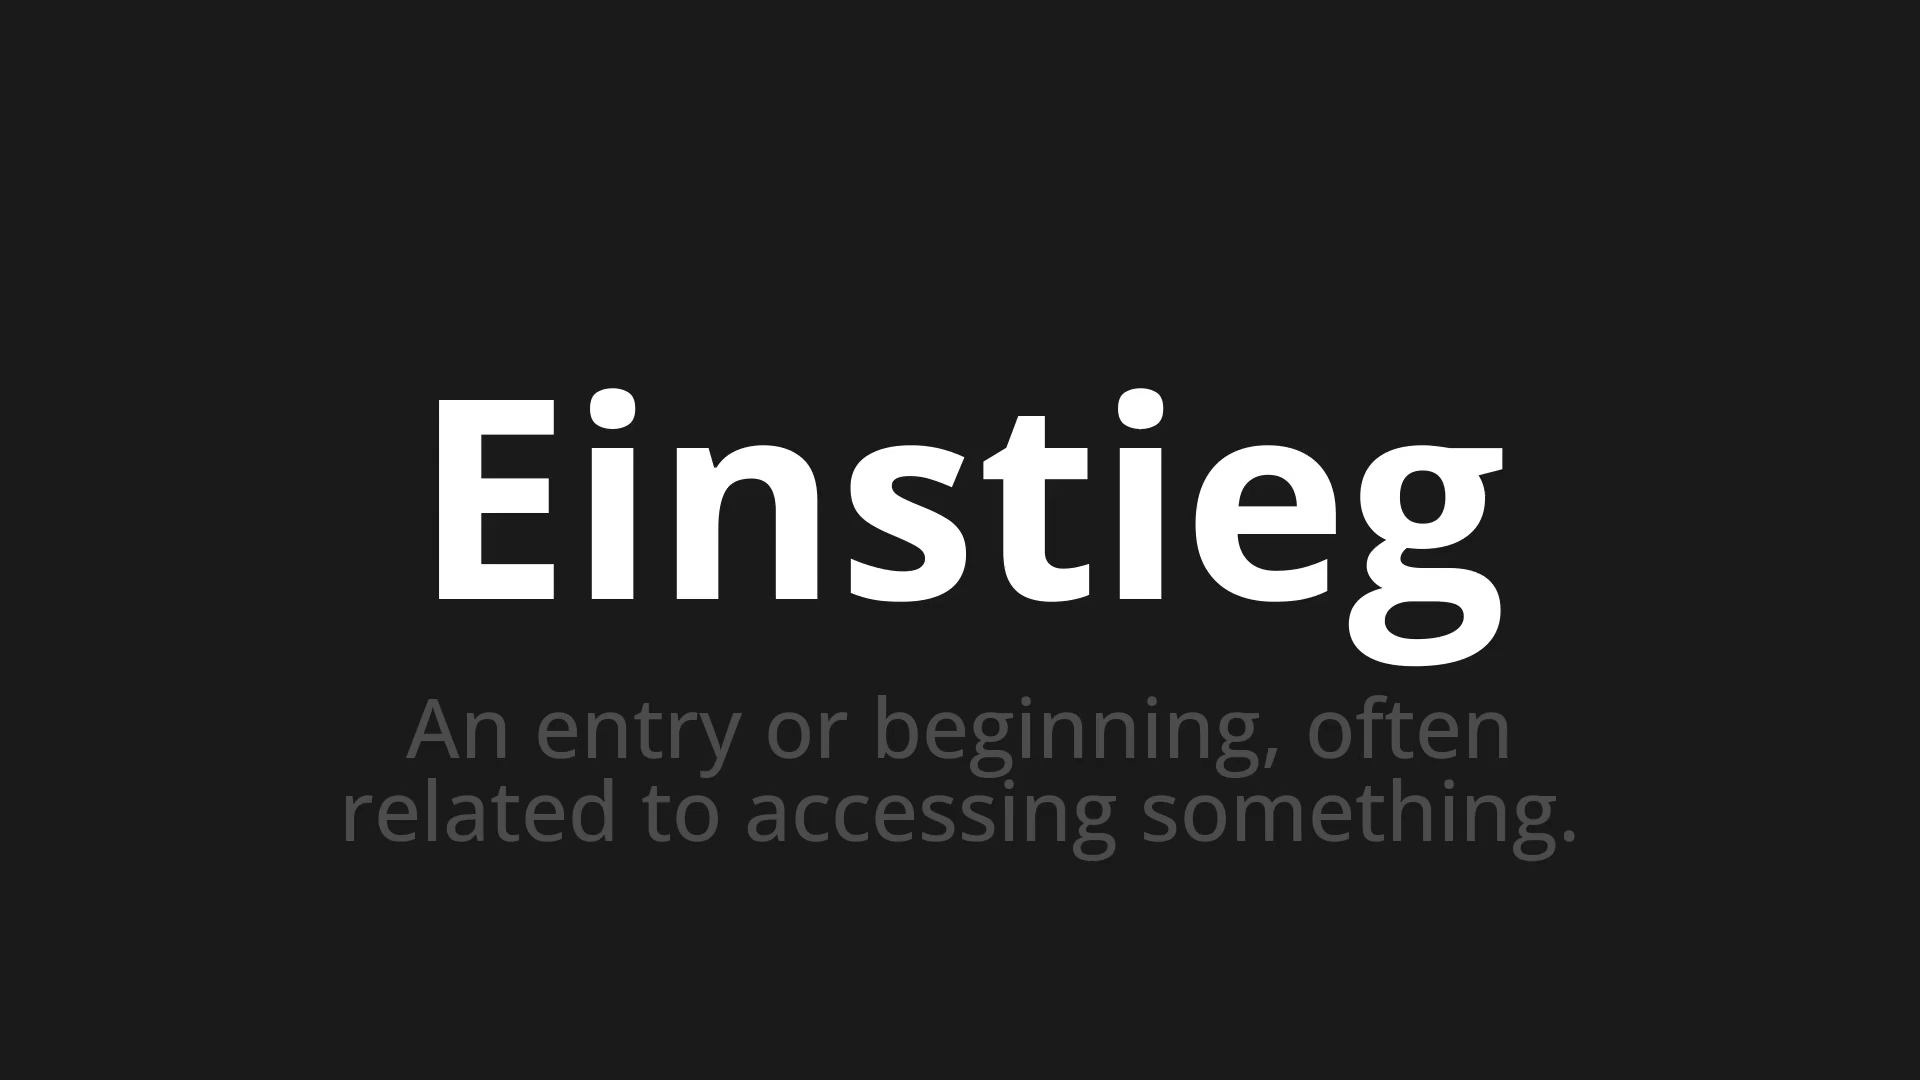 Einstieg
An entry or beginning, often
related to accessing something.